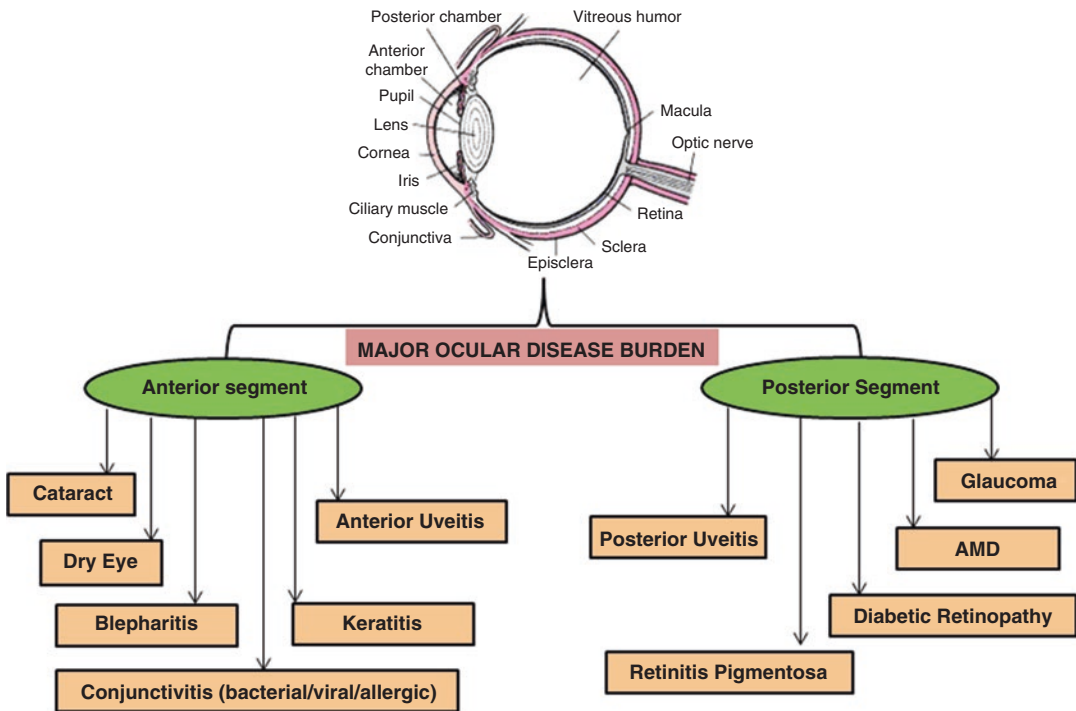 Posterior chamber
Vitreous humor
Anterior
chamber
Pupil
Macula
Lens
Optic nerve
Cornea
Iris
Ciliary muscle
Retina
Conjunctiva
Sclera
Episclera
MAJOR OCULAR DISEASE BURDEN
Anterior segment
Posterior Segment
Cataract
Glaucoma
Anterior Uveitis
Posterior Uveitis
AMD
Dry Eye
Blepharitis
Keratitis
Diabetic Retinopathy
Retinitis Pigmentosa
Conjunctivitis (bacterial/viral/allergic)